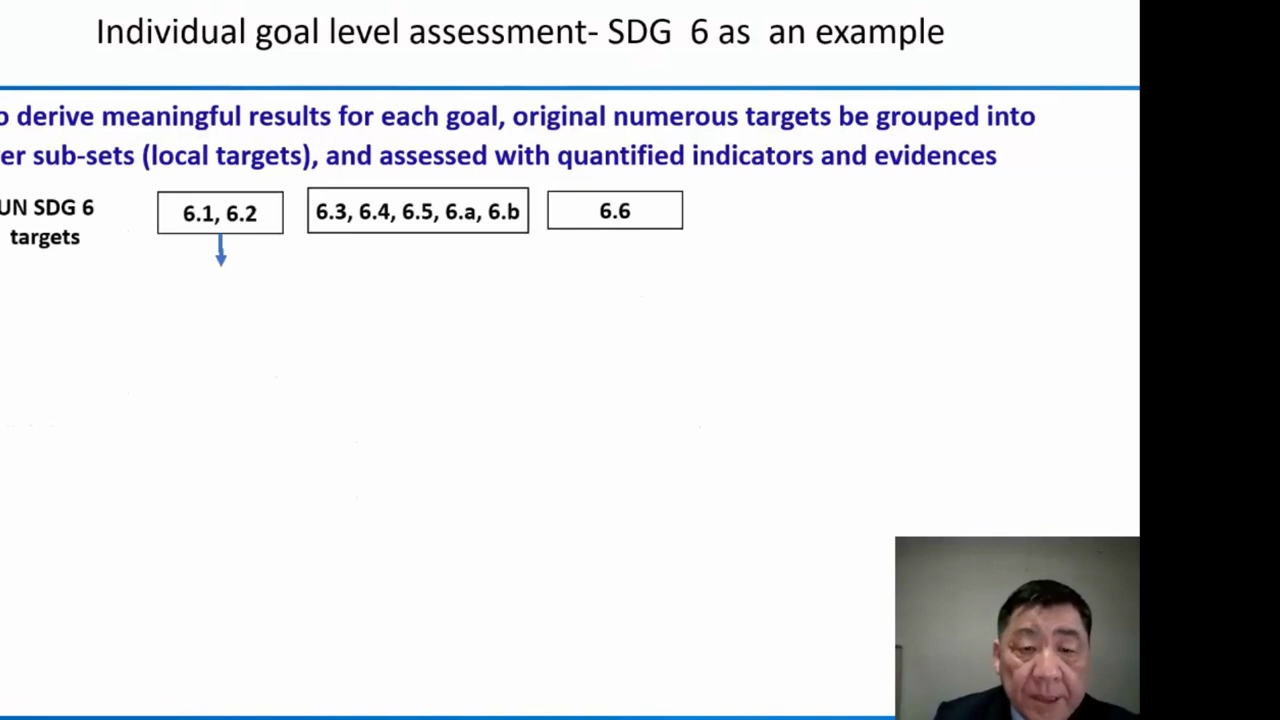 Individual goal level assessment- SDG 6 as an example
o derive meaningful results for each goal, original numerous targets be grouped into
er sub-sets (local targets), and assessed with quantified indicators and evidences
UN SDG 6
targets
6.1, 6.2
6.3, 6.4, 6.5, 6.a, 6.b
6.6